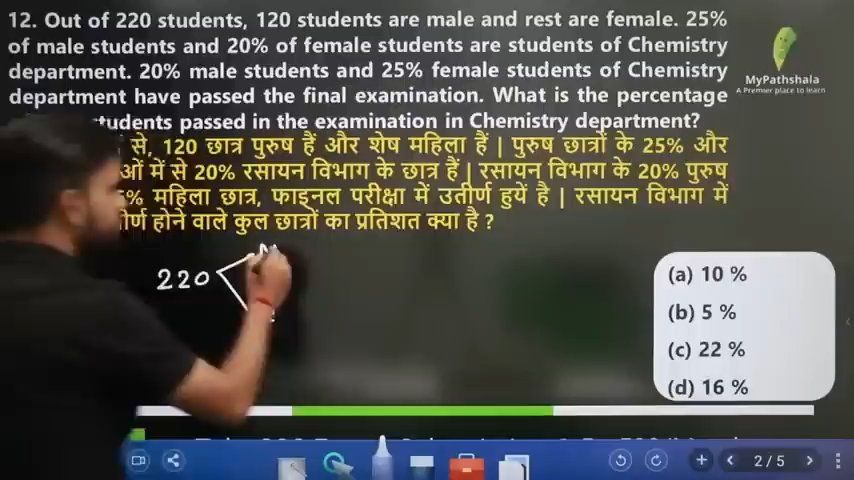 12. Out of 220 students, 120 students are male and rest are female. 25%
of male students and 20% of female students are students of Chemistry
department. 20% male students and 25% female students of Chemistry
department have passed the final examination. What is the percentage
students passed in the examination in Chemistry department?
से, 120 छात्र पुरुष हैं और शेष महिला हैं | पुरुष छात्रों के 25% और
में से 20% रसायन विभाग के छात्र हैं | रसायन विभाग के 20% पुरुष
महिला छात्र, फाइनल परीक्षा में उतीर्ण हुयें है | रसायन विभाग में
होने वाले कुल छात्रों का प्रतिशत क्या है ?
220
(a) 10 %
(b) 5 %
(c) 22 %
(d) 16 %
MyPathshala
A Premier place to learn
2 / 5